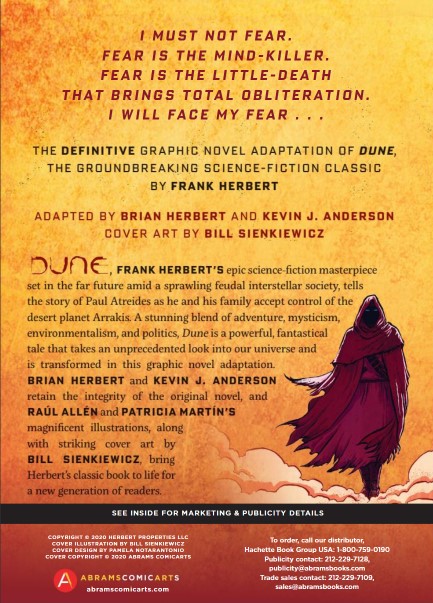 I MUST NOT FEAR.
FEAR IS THE MIND-KILLER.
FEAR IS THE LITTLE-DEATH
THAT BRINGS TOTAL OBLITERATION.
I WILL FACE MY FEAR . . .
THE DEFINITIVE GRAPHIC NOVEL ADAPTATION OF DUNE,
THE GROUNDBREAKING SCIENCE-FICTION CLASSIC
BY FRANK HERBERT
ADAPTED BY BRIAN HERBERT AND KEVIN J. ANDERSON
COVER ART BY BILL SIENKIEWICZ
DUNE, FRANK HERBERT'S epic science-fiction masterpiece
set in the far future amid a sprawling feudal interstellar society, tells
the story of Paul Atreides as he and his family accept control of the
desert planet Arrakis. A stunning blend of adventure, mysticism,
environmentalism, and politics, Dune is a powerful, fantastical
tale that takes an unprecedented look into our universe and
is transformed in this graphic novel adaptation.
BRIAN HERBERT and KEVIN J. ANDERSON
retain the integrity of the original novel, and
RAÚL ALLÉN and PATRICIA MARTÍN'S
magnificent illustrations, along
with striking cover art by
BILL SIENKIEWICZ, bring
Herbert's classic book to life for
a new generation of readers.
SEE INSIDE FOR MARKETING & PUBLICITY DETAILS
COPYRIGHT © 2020 HERBERT PROPERTIES LLC
COVER ILLUSTRATION BY BILL SIENKIEWICZ
COVER DESIGN BY PAMELA NOTARANTONIO
COVER COPYRIGHT © 2020 ABRAMS COMICARTS
A ABRAMSCOMICARTS
abramscomicarts.com
To order, call our distributor,
Hachette Book Group USA: 1-800-759-0190
Publicity contact: 212-229-7128,
publicity@abramsbooks.com
Trade sales contact: 212-229-7109,
sales@abramsbooks.com